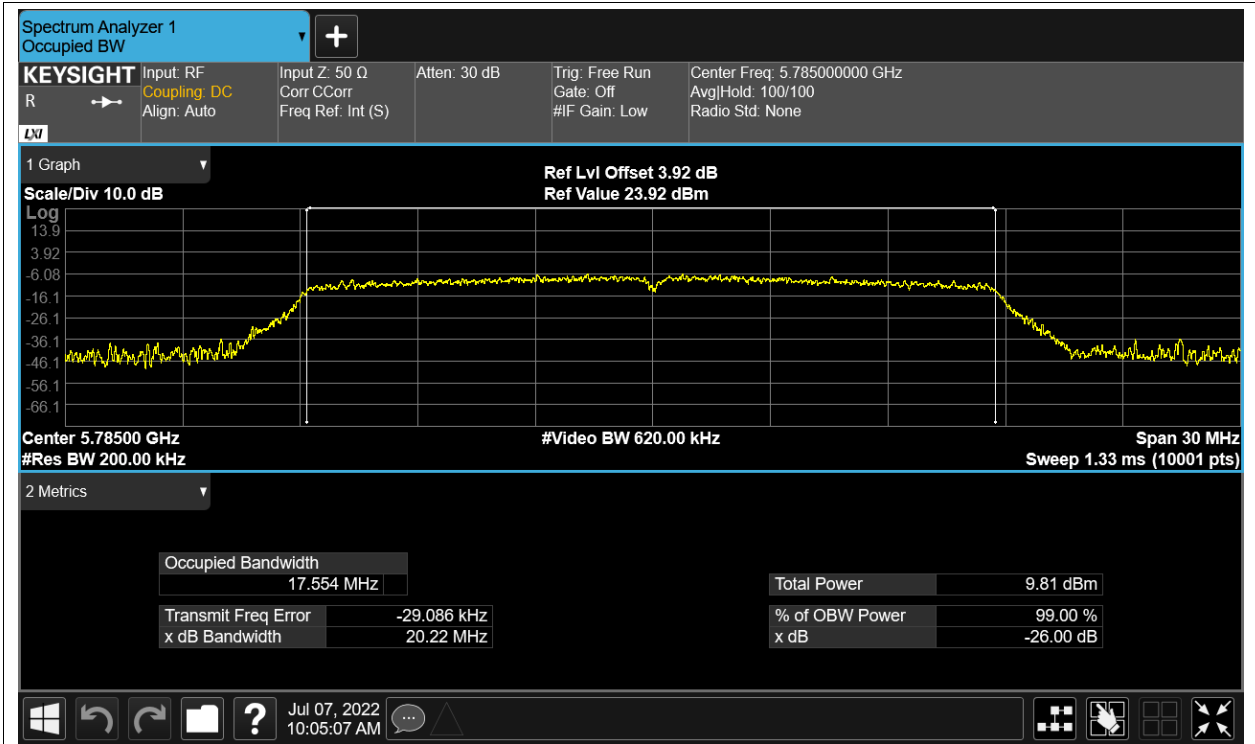 Spectrum Analyzer 1
Occupied BW
KEYSIGHT
R
LXI
Input: RF
Coupling: DC
Align: Auto
Input Z: 50 Ω
Corr CCorr
Freq Ref: Int (S)
Atten: 30 dB
Trig: Free Run
Gate: Off
#IF Gain: Low
Center Freq: 5.785000000 GHz
Avg|Hold: 100/100
Radio Std: None
1 Graph
Scale/Div 10.0 dB
Ref Lvl Offset 3.92 dB
Ref Value 23.92 dBm
Log
13.9
3.92
-6.08
-16.1
-26.1
-36.1
-46.1
-56.1
-66.1
Center 5.78500 GHz
#Video BW 620.00 kHz
Span 30 MHz
#Res BW 200.00 kHz
Sweep 1.33 ms (10001 pts)
2 Metrics
Occupied Bandwidth
17.554 MHz
Total Power 9.81 dBm
Transmit Freq Error -29.086 kHz
% of OBW Power 99.00 %
x dB Bandwidth 20.22 MHz
x dB -26.00 dB
?
Jul 07, 2022
10:05:07 AM